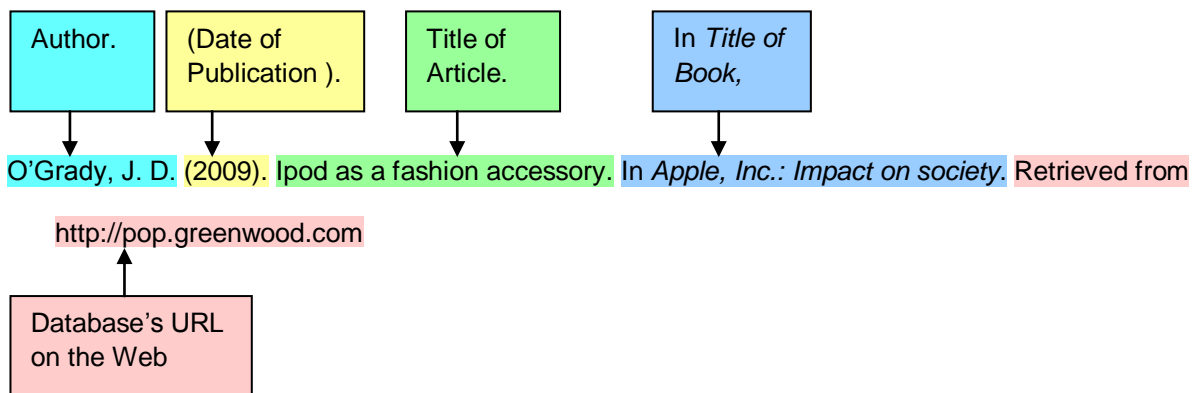 Author.
(Date of
Publication ).
Title of
Article.
In Title of
Book,
O'Grady, J. D. (2009). Ipod as a fashion accessory. In Apple, Inc.: Impact on society. Retrieved from
http://pop.greenwood.com
Database's URL
on the Web